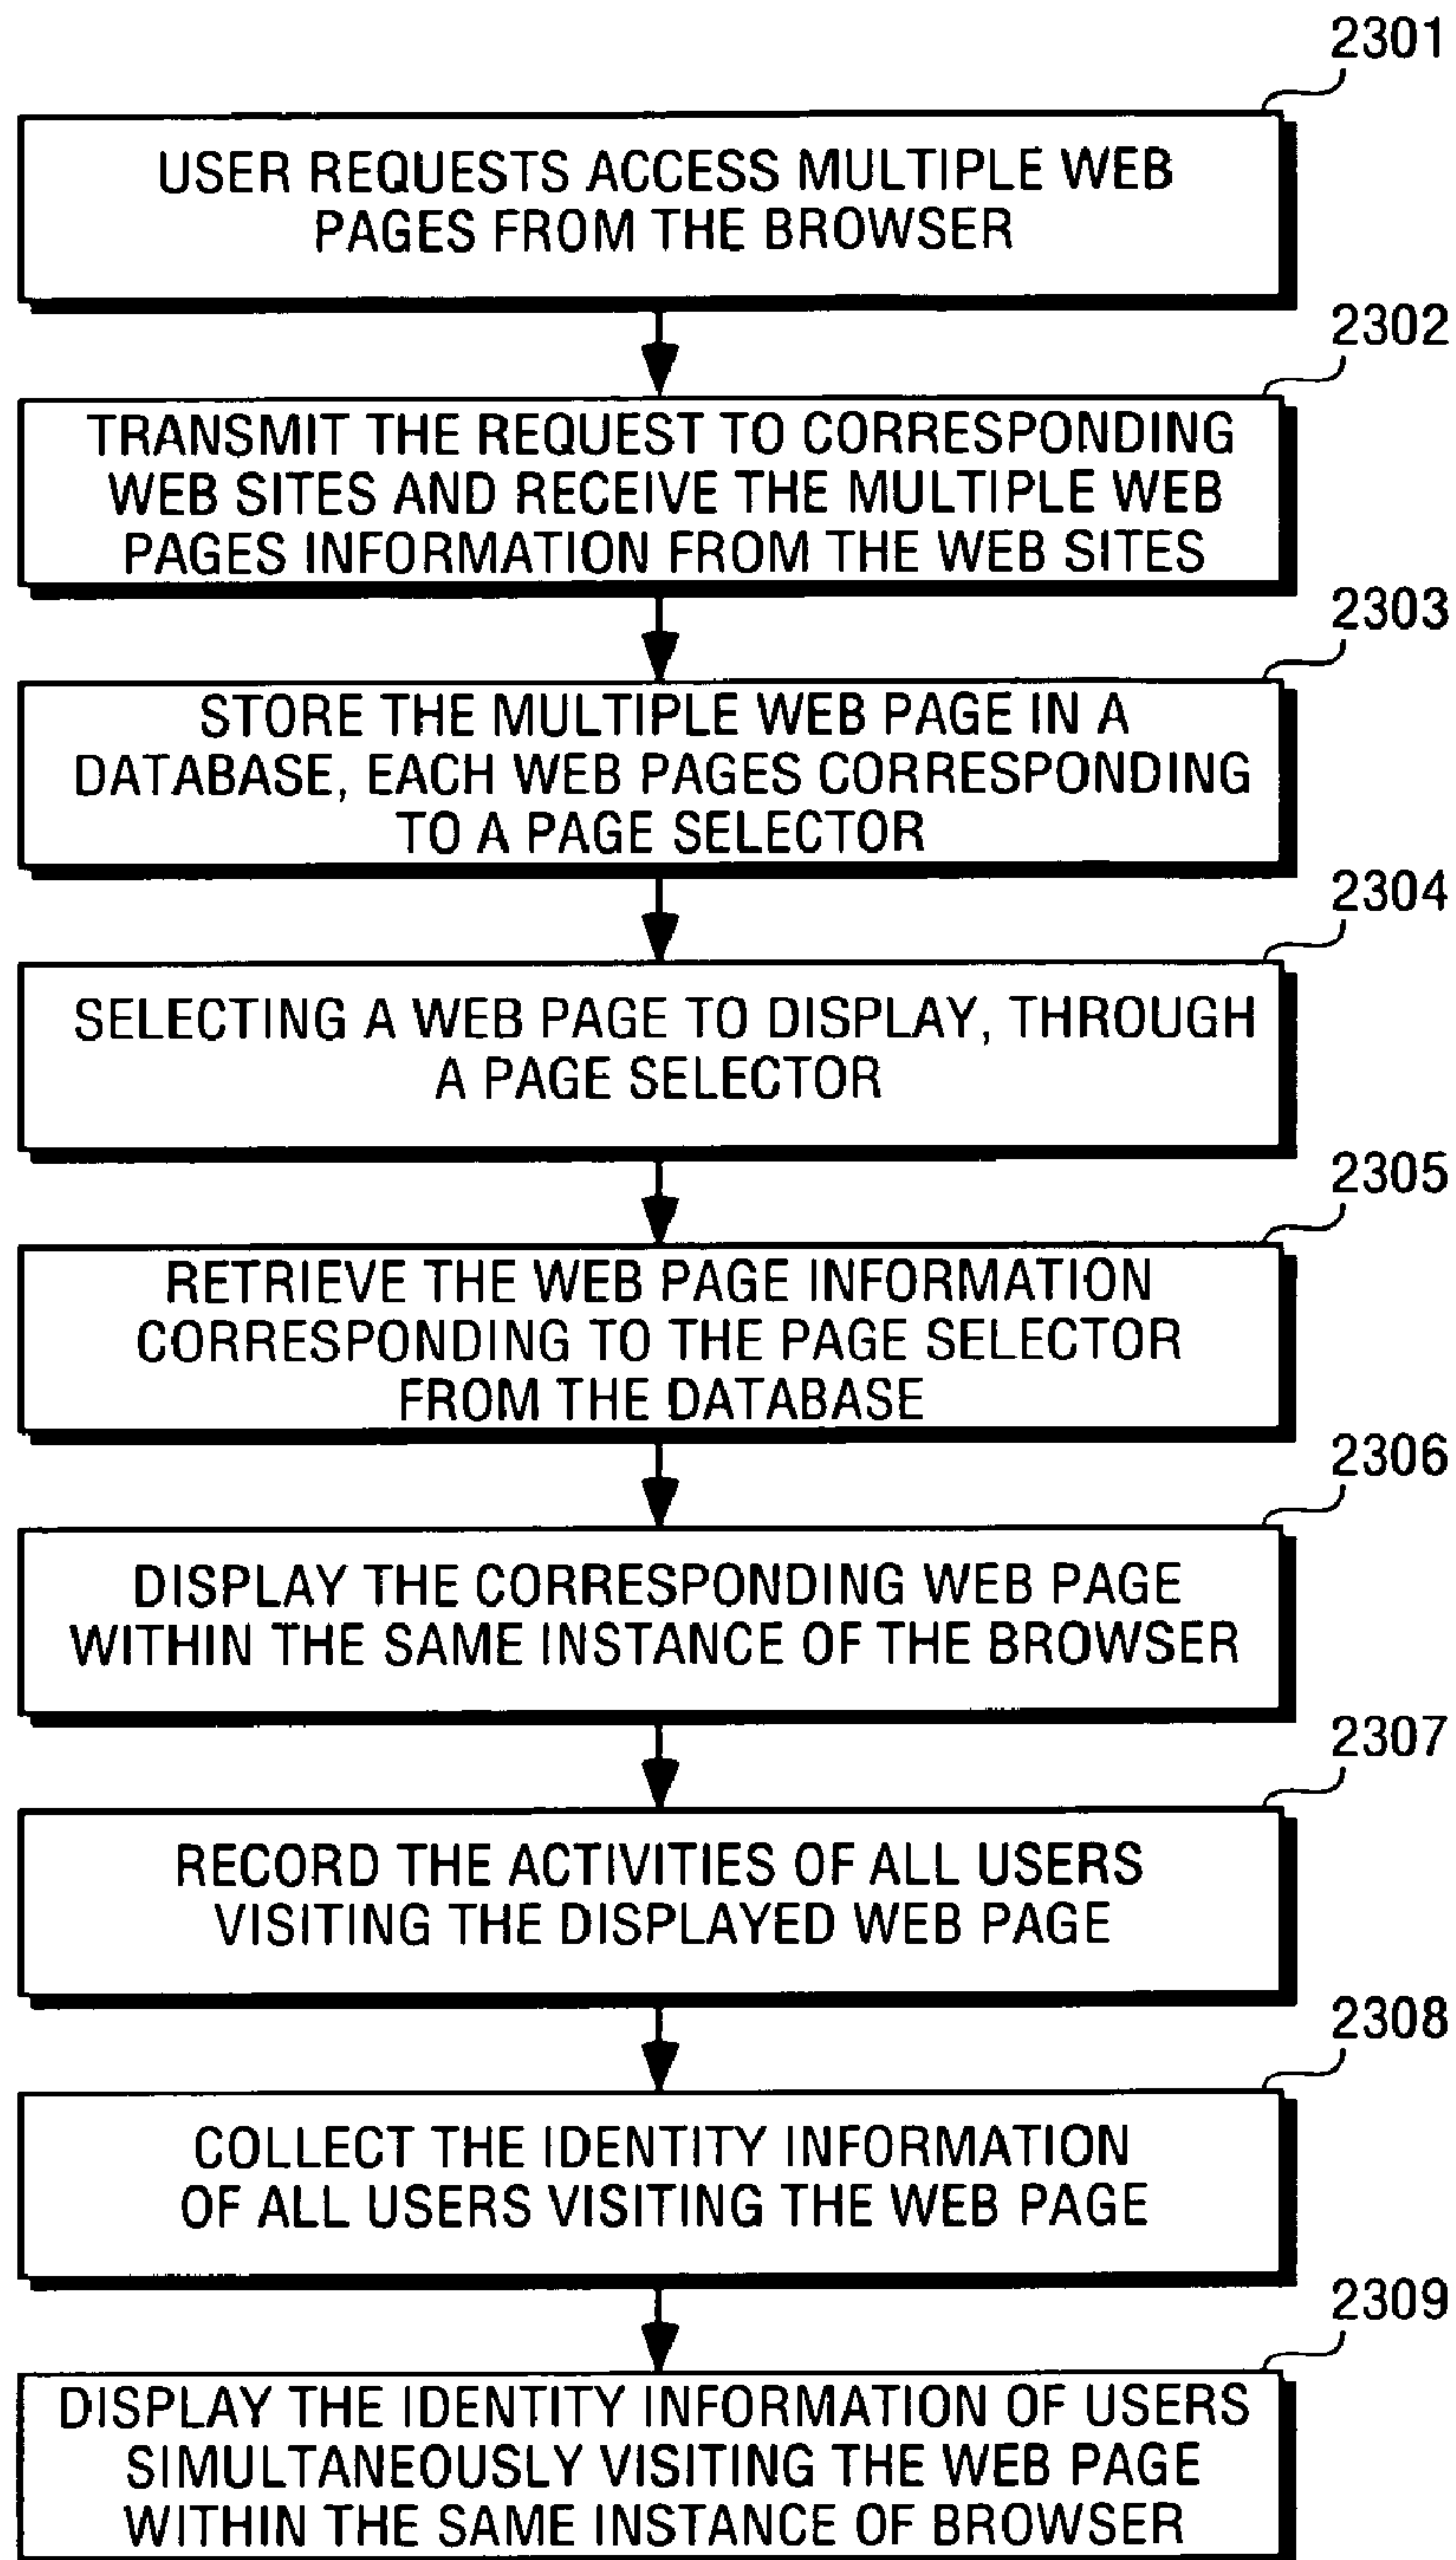 2301
USER REQUESTS ACCESS MULTIPLE WEB
PAGES FROM THE BROWSER
2302
TRANSMIT THE REQUEST TO CORRESPONDING
WEB SITES AND RECEIVE THE MULTIPLE WEB
PAGES INFORMATION FROM THE WEB SITES
2303
STORE THE MULTIPLE WEB PAGE IN A
DATABASE, EACH WEB PAGES CORRESPONDING
TO A PAGE SELECTOR
2304
SELECTING A WEB PAGE TO DISPLAY, THROUGH
A PAGE SELECTOR
2305
RETRIEVE THE WEB PAGE INFORMATION
CORRESPONDING TO THE PAGE SELECTOR
FROM THE DATABASE
2306
DISPLAY THE CORRESPONDING WEB PAGE
WITHIN THE SAME INSTANCE OF THE BROWSER
2307
RECORD THE ACTIVITIES OF ALL USERS
VISITING THE DISPLAYED WEB PAGE
2308
COLLECT THE IDENTITY INFORMATION
OF ALL USERS VISITING THE WEB PAGE
2309
DISPLAY THE IDENTITY INFORMATION OF USERS
SIMULTANEOUSLY VISITING THE WEB PAGE
WITHIN THE SAME INSTANCE OF BROWSER